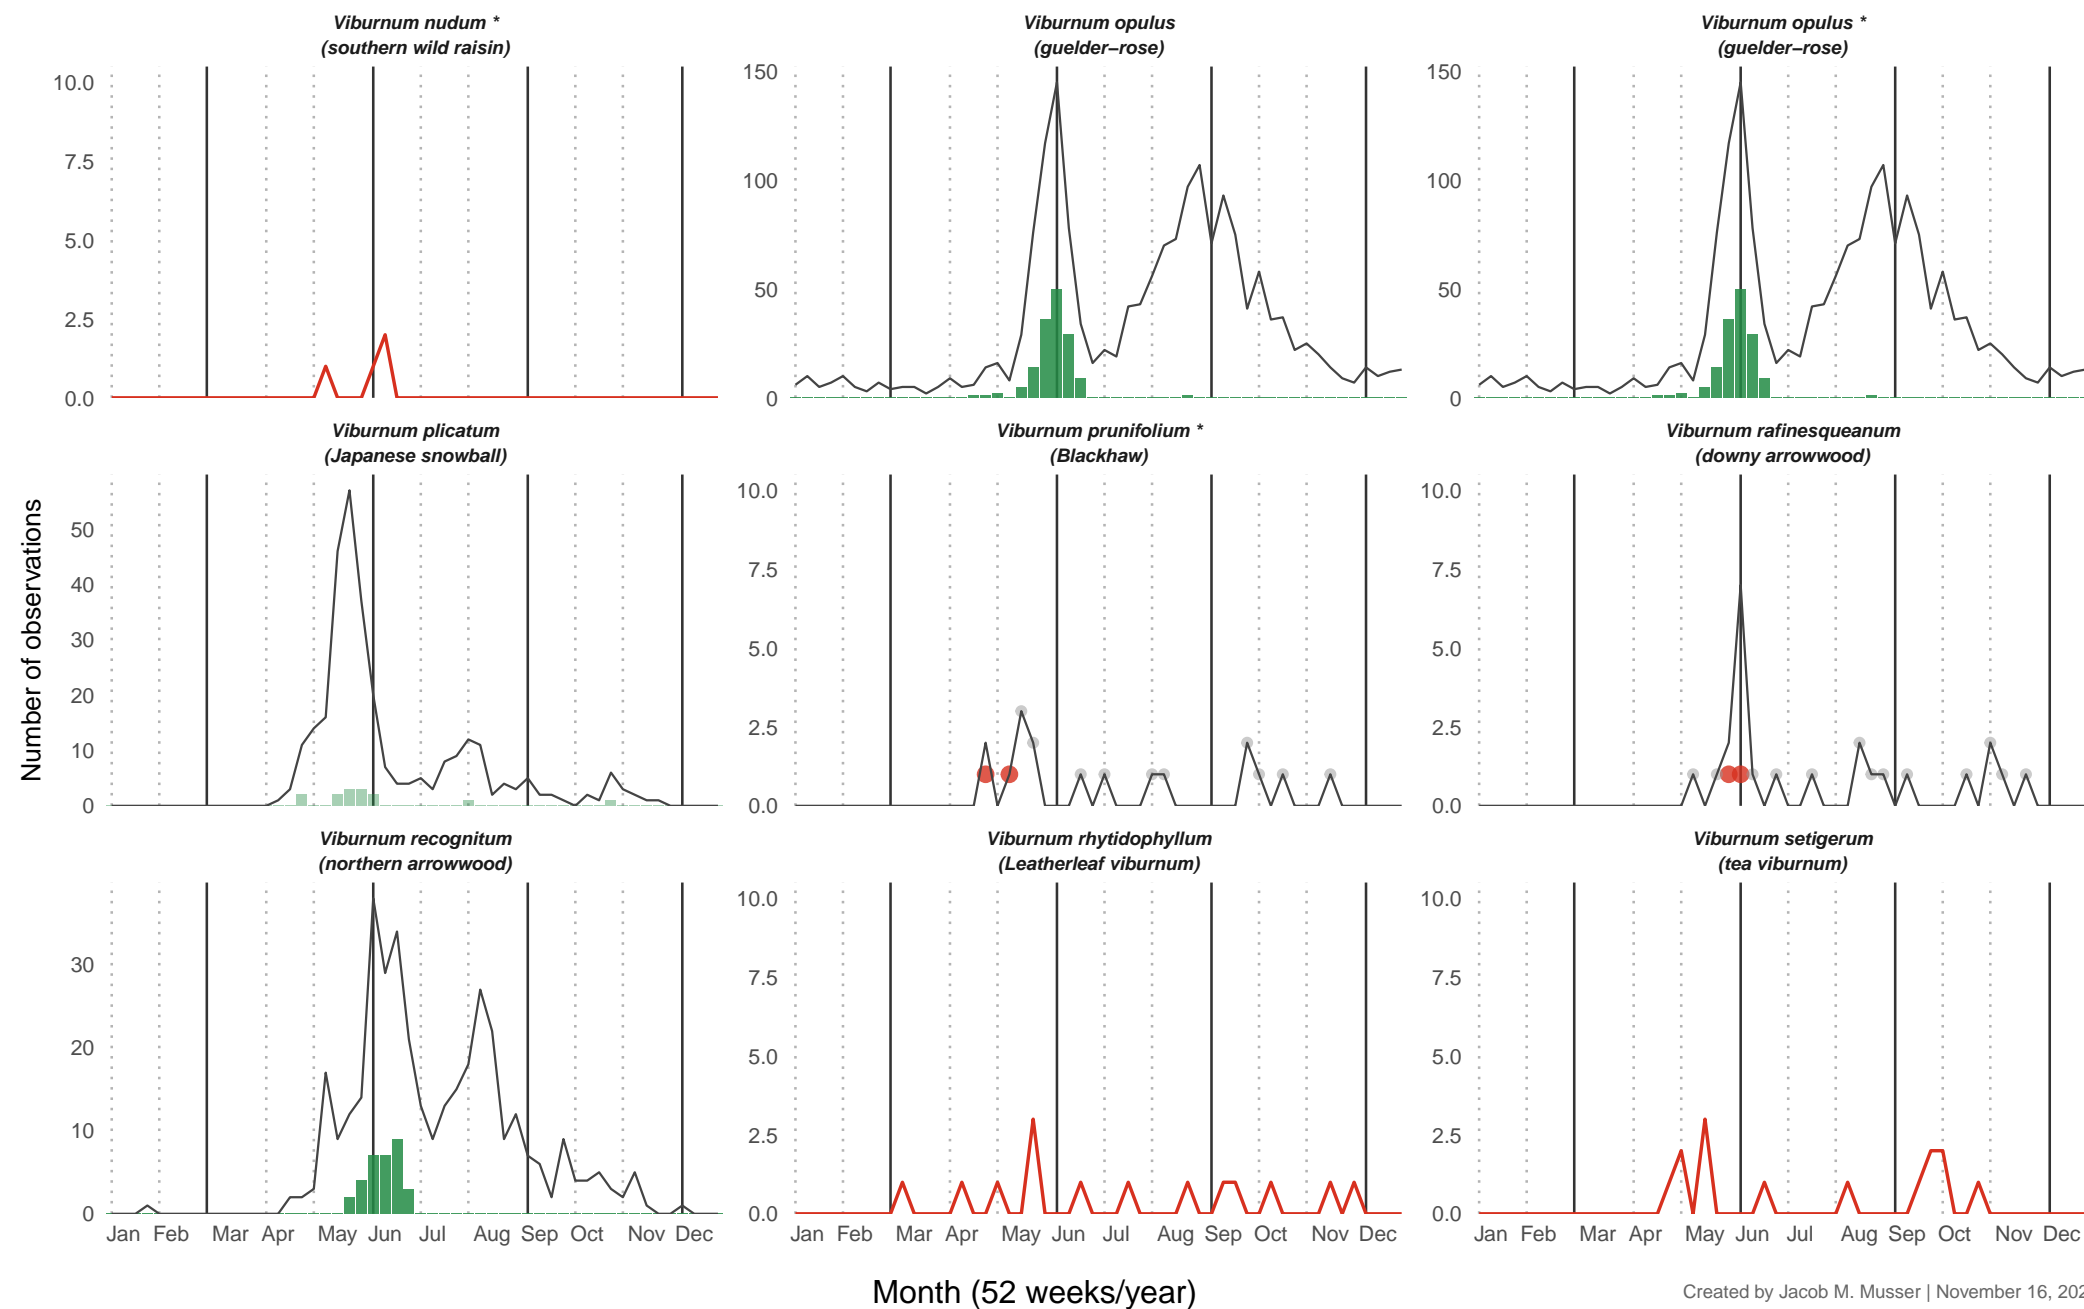 Viburnum nudum *
(southern wild raisin)
Viburnum opulus
(guelder–rose)
Viburnum opulus *
(guelder–rose)
10.0
7.5
5.0
2.5
0.0
150
100
50
0
150
100
50
0
Viburnum plicatum
(Japanese snowball)
Viburnum prunifolium *
(Blackhaw)
Viburnum rafinesqueanum
(downy arrowwood)
Number of observations
50
40
30
20
10
0
10.0
7.5
5.0
2.5
0.0
10.0
7.5
5.0
2.5
0.0
Viburnum recognitum
(northern arrowwood)
Viburnum rhytidophyllum
(Leatherleaf viburnum)
Viburnum setigerum
(tea viburnum)
30
20
10
0
10.0
7.5
5.0
2.5
0.0
10.0
7.5
5.0
2.5
0.0
Jan Feb Mar Apr May Jun Jul Aug Sep Oct Nov Dec
Jan Feb Mar Apr May Jun Jul Aug Sep Oct Nov Dec
Jan Feb Mar Apr May Jun Jul Aug Sep Oct Nov Dec
Month (52 weeks/year)
Created by Jacob M. Musser | November 16, 202